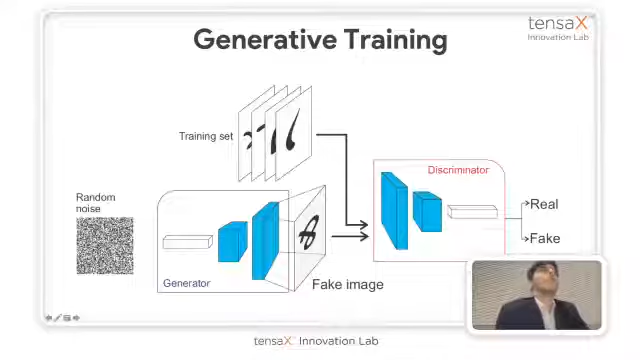 tensaX
Innovation Lab
Generative Training
Training set
Discriminator
Random
noise
Real
Fake
Generator
Fake image
tensaX Innovation Lab